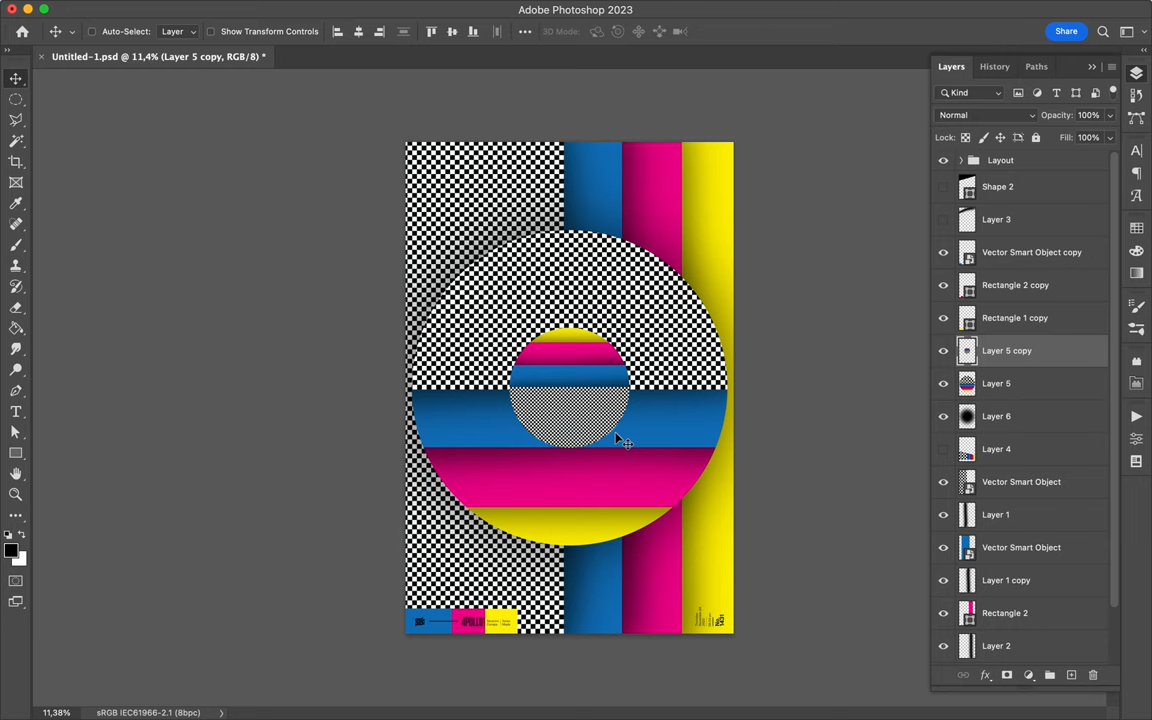 Adobe Photoshop 2023
Auto-Select:
Layer
Show Transform Controls
3D Mode:
Share
Untitled-1.psd @ 11,4% (Layer 5 copy, RGB/8) *
Layers
History
Paths
Kind
Normal
Opacity: 100%
Lock:
Fill: 100%
Layout
Shape 2
Layer 3
Vector Smart Object copy
Rectangle 2 copy
Rectangle 1 copy
Layer 5 copy
Layer 5
Layer 6
Layer 4
Vector Smart Object
Layer 1
Vector Smart Object
Layer 1 copy
Rectangle 2
Layer 2
APOLLO
No. 1431
11,38%
sRGB IEC61966-2.1 (8bpc)